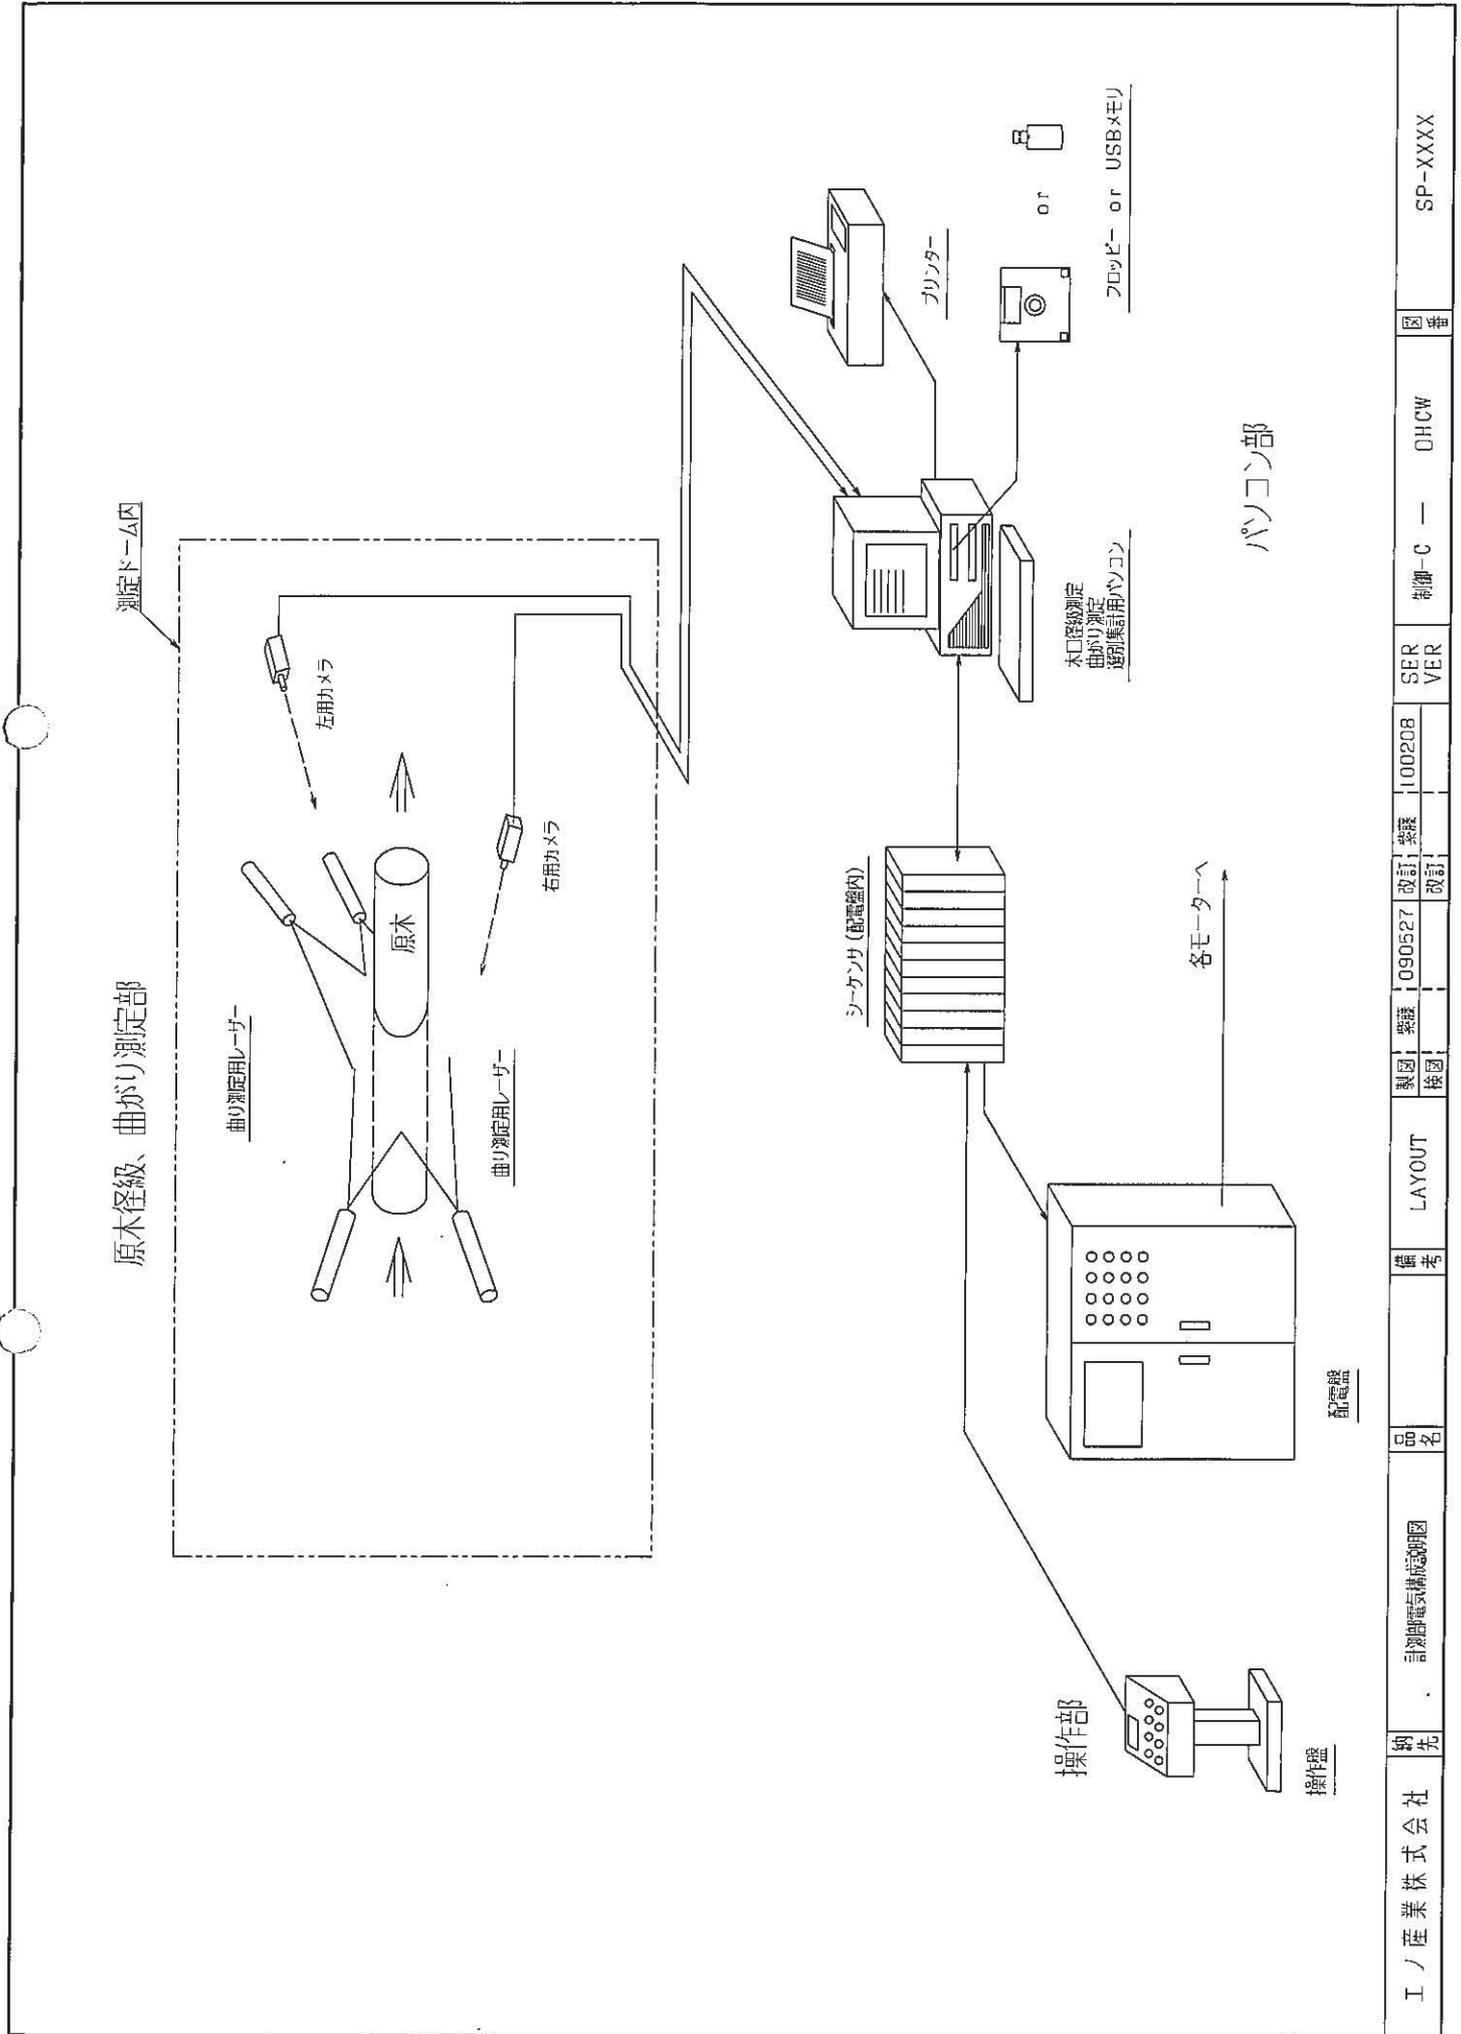 原木径級、曲がり測定部
測定ドーム内
曲り測定用レーザー
左用カメラ
原木
曲り測定用レーザー
右用カメラ
シーケンサ(配電盤内)
プリンター
or
フロッピー or USBメモリ
木口径級測定
曲がり測定
選別集計用パソコン
パソコン部
各モーターへ
操作部
操作盤
配電盤
エノ産業株式会社
納先
計測部電気構成説明図
品名
備考
LAYOUT
製図 紫藤 090527 改訂 紫藤 100208
検図 改訂
SER
VER
制御-C ー OHCW
図番
SP-XXXX